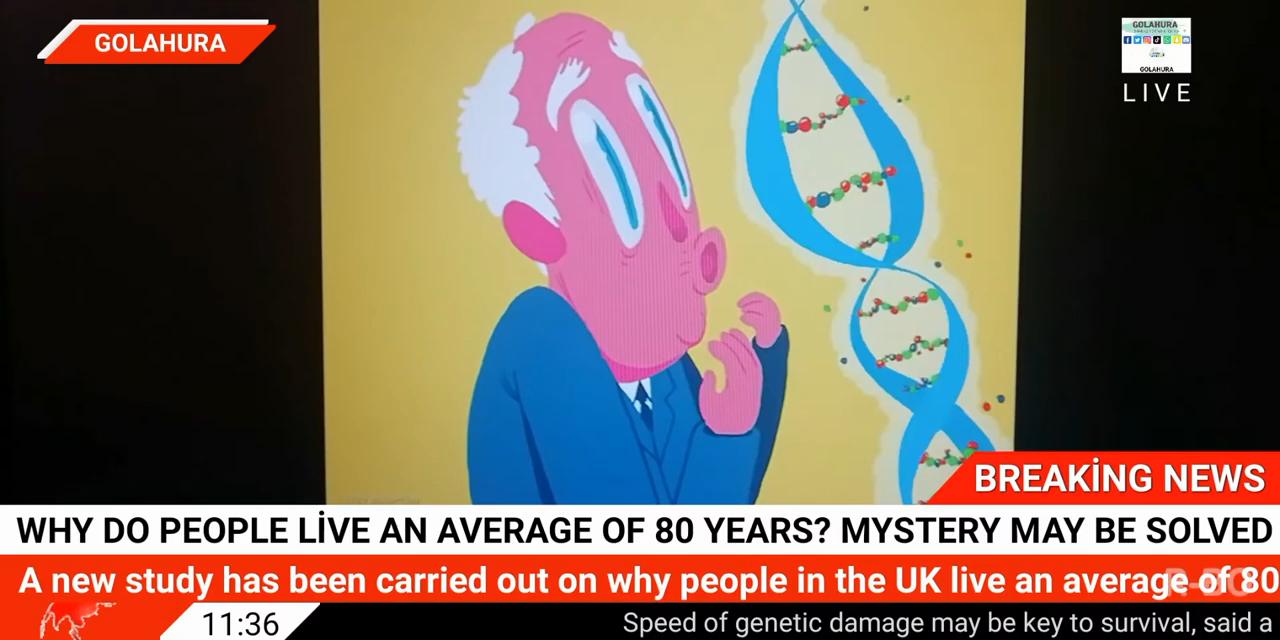 GOLAHURA
GOLAHURA
GOLAHURA
LIVE
BREAKİNG NEWS
WHY DO PEOPLE LİVE AN AVERAGE OF 80 YEARS? MYSTERY MAY BE SOLVED
A new study has been carried out on why people in the UK live an average of 80
11:36
Speed of genetic damage may be key to survival, said a